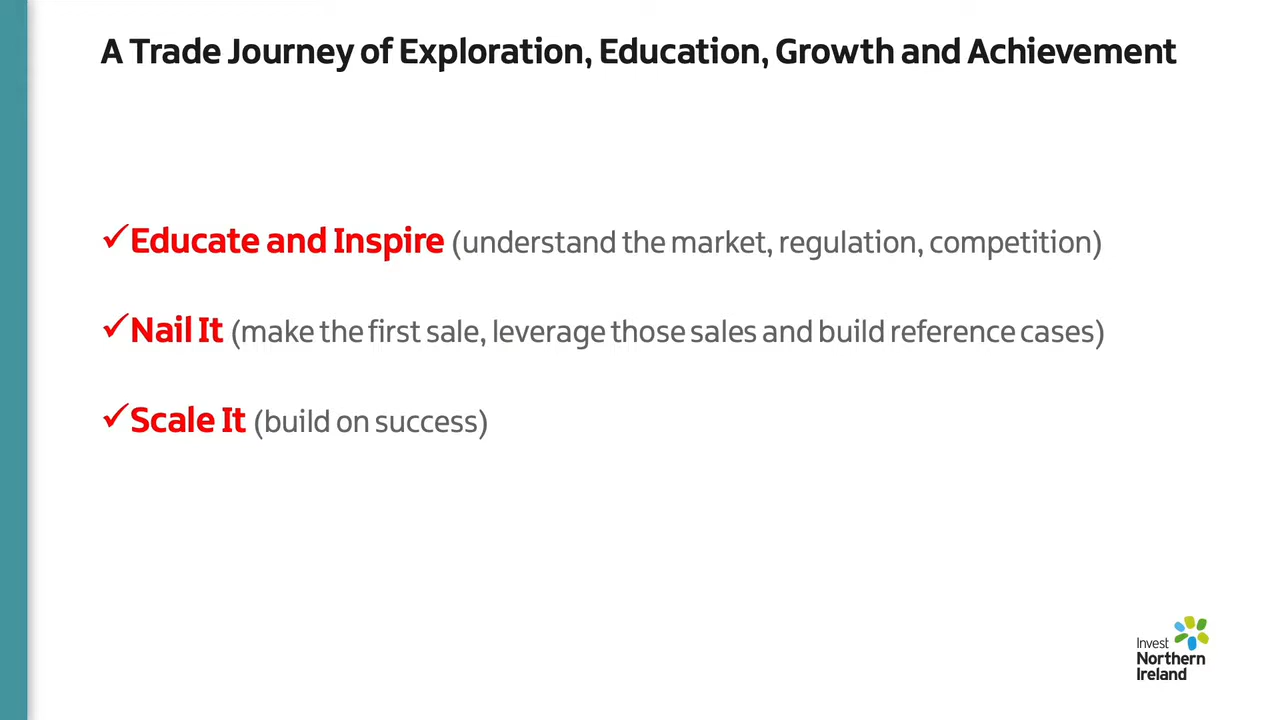 A Trade Journey of Exploration, Education, Growth and Achievement
✓Educate and Inspire (understand the market, regulation, competition)
✓Nail It (make the first sale, leverage those sales and build reference cases)
✓Scale It (build on success)
Invest
Northern
Ireland